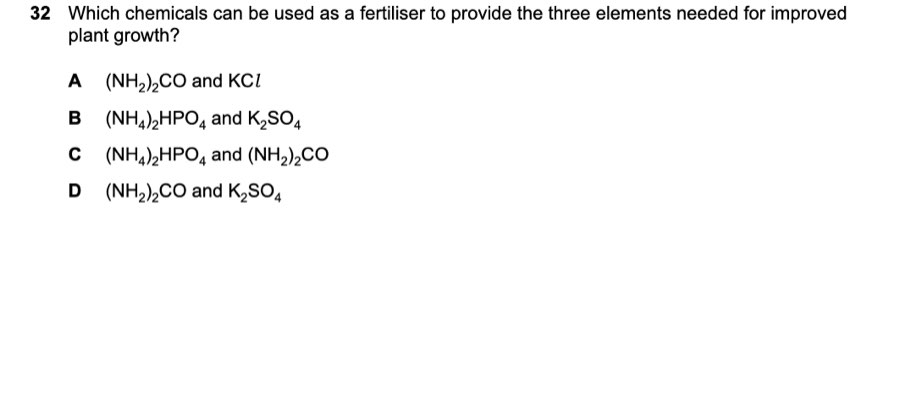 32 Which chemicals can be used as a fertiliser to provide the three elements needed for improved
plant growth?
A (NH₂)₂CO and KCl
B (NH₄)₂HPO₄ and K₂SO₄
C (NH₄)₂HPO₄ and (NH₂)₂CO
D (NH₂)₂CO and K₂SO₄